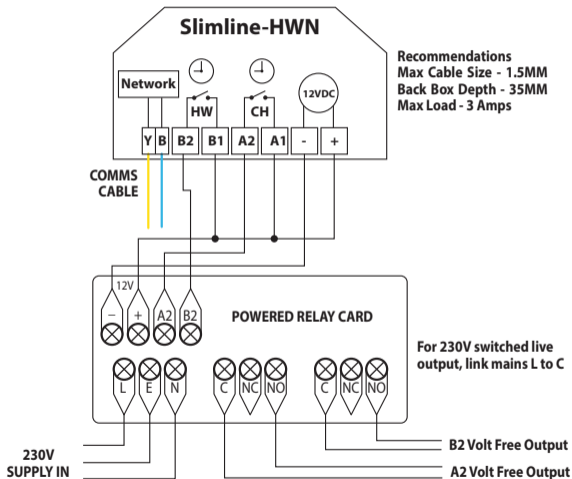 Slimline-HWN
Recommendations
Max Cable Size - 1.5MM
Back Box Depth - 35MM
Max Load - 3 Amps
Network
HW
CH
12VDC
Y B B2 B1 A2 A1 - +
COMMS
CABLE
12V
– + A2 B2
POWERED RELAY CARD
For 230V switched live
output, link mains L to C
L E N C NC NO C NC NO
230V
SUPPLY IN
B2 Volt Free Output
A2 Volt Free Output